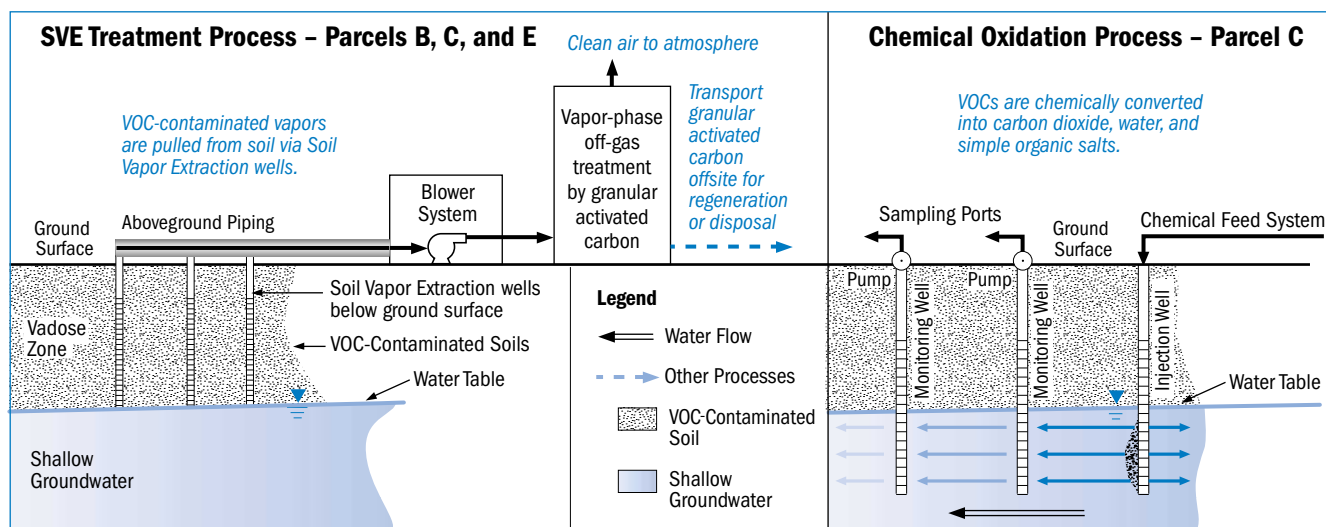 SVE Treatment Process – Parcels B, C, and E
Clean air to atmosphere
VOC-contaminated vapors
are pulled from soil via Soil
Vapor Extraction wells.
Vapor-phase
off-gas
treatment
by granular
activated
carbon
Transport
granular
activated
carbon
offsite for
regeneration
or disposal
Blower
System
Ground
Surface
Aboveground Piping
Soil Vapor Extraction wells
below ground surface
Vadose
Zone
VOC-Contaminated Soils
Water Table
Shallow
Groundwater
Legend
Water Flow
Other Processes
VOC-Contaminated
Soil
Shallow
Groundwater
Chemical Oxidation Process – Parcel C
VOCs are chemically converted
into carbon dioxide, water, and
simple organic salts.
Sampling Ports
Ground
Surface
Chemical Feed System
Pump
Pump
Monitoring Well
Monitoring Well
Injection Well
Water Table